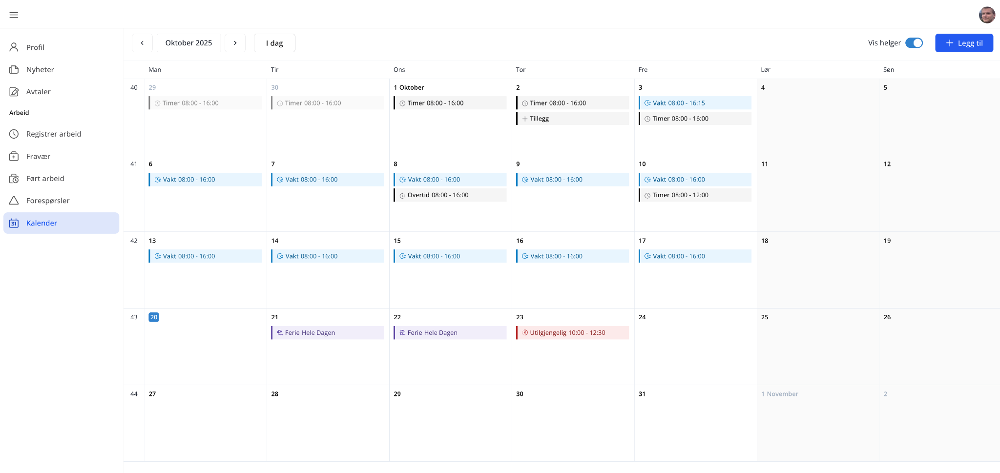 Profil
Nyheter
Avtaler
Arbeid
Registrer arbeid
Fravær
Ført arbeid
Forespørsler
31 Kalender
Oktober 2025 I dag Vis helger Legg til
Man Tir Ons Tor Fre Lør Søn
40 29 30 1 Oktober 2 3 4 5
Timer 08:00 - 16:00 Timer 08:00 - 16:00 Timer 08:00 - 16:00 Timer 08:00 - 16:00 Vakt 08:00 - 16:15
Tillegg Timer 08:00 - 16:00
41 6 7 8 9 10 11 12
Vakt 08:00 - 16:00 Vakt 08:00 - 16:00 Vakt 08:00 - 16:00 Vakt 08:00 - 16:00 Vakt 08:00 - 16:00
Overtid 08:00 - 16:00 Timer 08:00 - 12:00
42 13 14 15 16 17 18 19
Vakt 08:00 - 16:00 Vakt 08:00 - 16:00 Vakt 08:00 - 16:00 Vakt 08:00 - 16:00 Vakt 08:00 - 16:00
43 20 21 22 23 24 25 26
Ferie Hele Dagen Ferie Hele Dagen Utilgjengelig 10:00 - 12:30
44 27 28 29 30 31 1 November 2